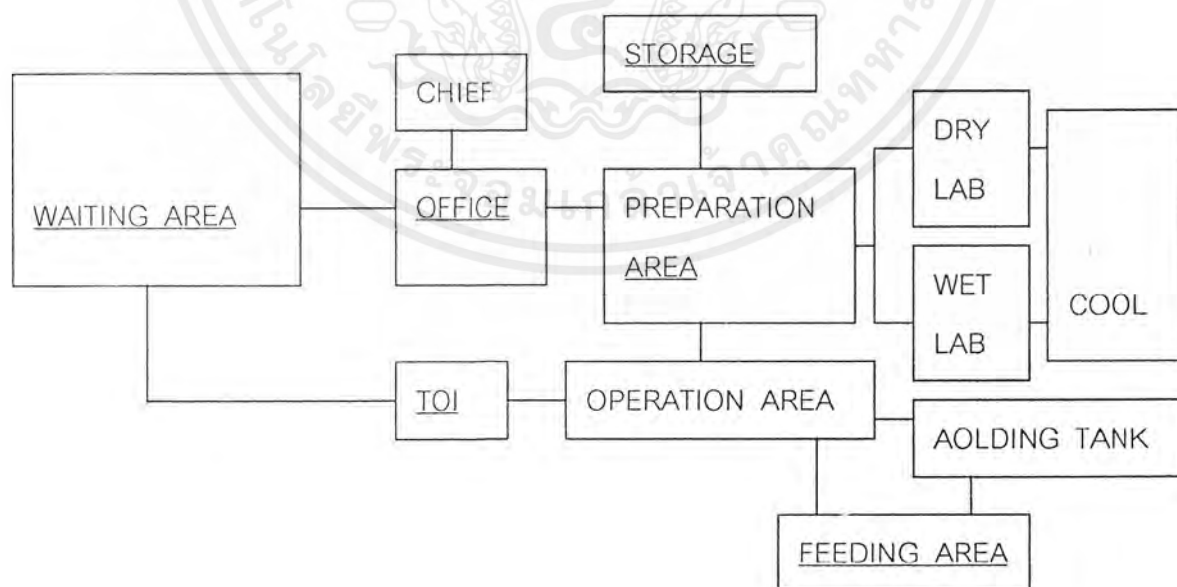 STORAGE
CHIEF
WAITING AREA
OFFICE
PREPARATION
AREA
DRY
LAB
WET
LAB
COOL
TOI
OPERATION AREA
AOLDING TANK
FEEDING AREA